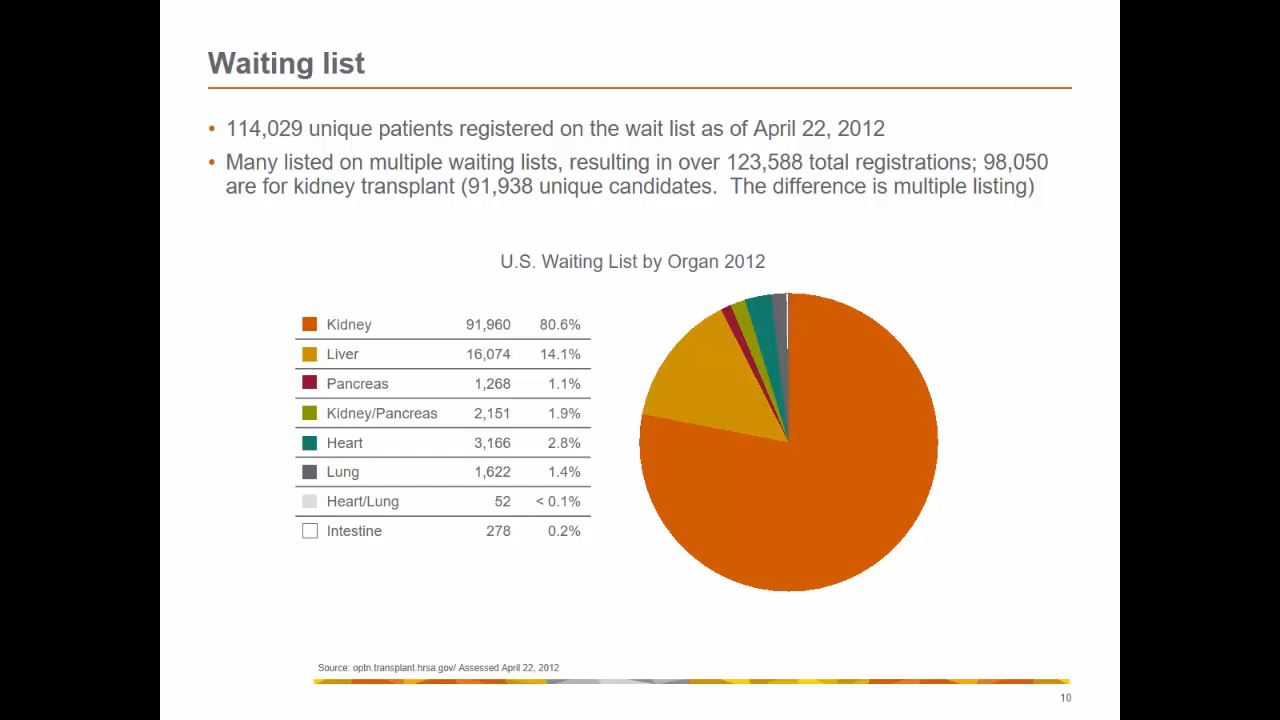 Waiting list
• 114,029 unique patients registered on the wait list as of April 22, 2012
• Many listed on multiple waiting lists, resulting in over 123,588 total registrations; 98,050
are for kidney transplant (91,938 unique candidates.  The difference is multiple listing)
U.S. Waiting List by Organ 2012
Kidney 91,960 80.6%
Liver 16,074 14.1%
Pancreas 1,268 1.1%
Kidney/Pancreas 2,151 1.9%
Heart 3,166 2.8%
Lung 1,622 1.4%
Heart/Lung 52 < 0.1%
Intestine 278 0.2%
Source: optn.transplant.hrsa.gov/ Assessed April 22, 2012
10